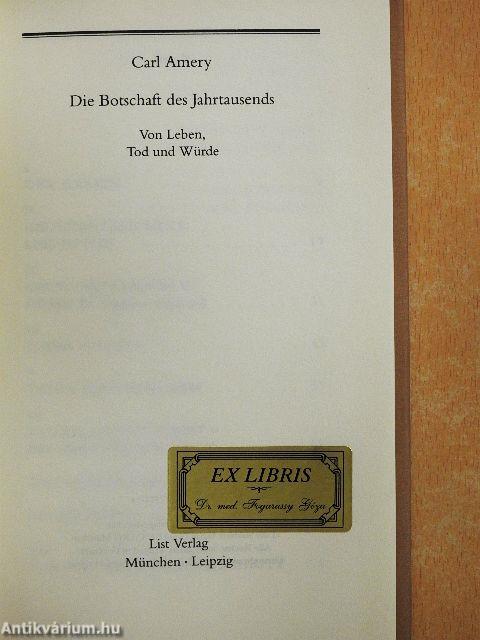 Carl Amery
Die Botschaft des Jahrtausends
Von Leben,
Tod und Würde
EX LIBRIS
Dr. med. Fogarassy Géza
List Verlag
München · Leipzig
Antikvárium.hu